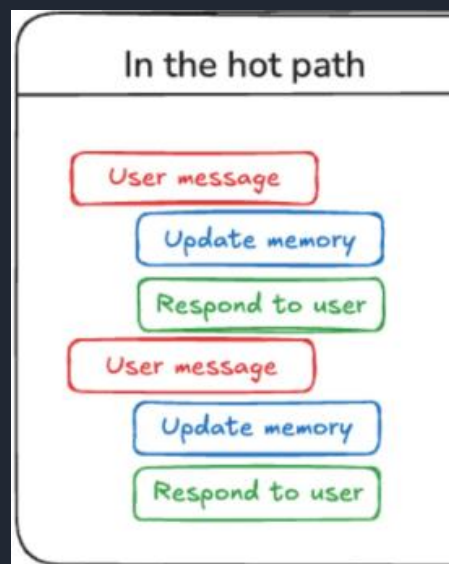 In the hot path
User message
Update memory
Respond to user
User message
Update memory
Respond to user